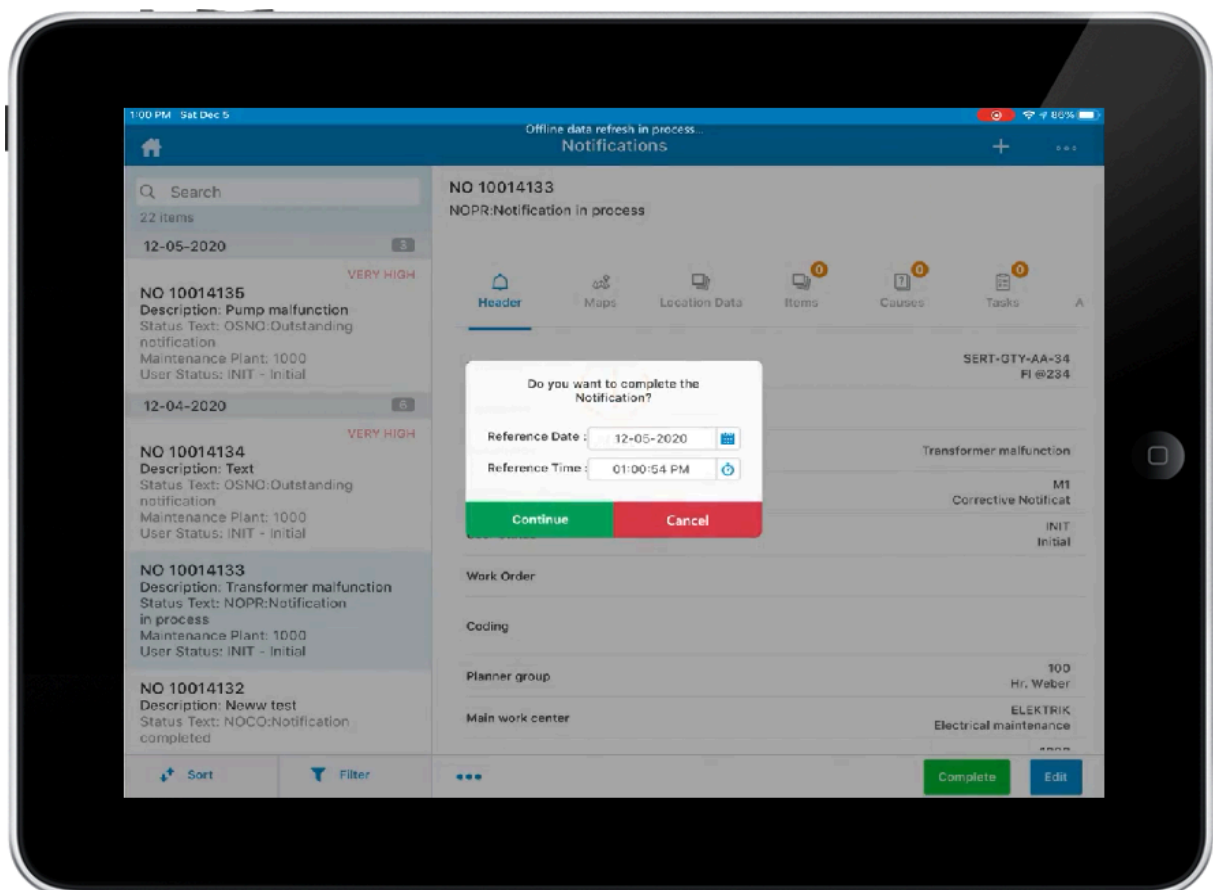 1:00 PM Sat Dec 5
86%
Offline data refresh in process...
Notifications
Search
22 items
12-05-2020
3
VERY HIGH
NO 10014135
Description: Pump malfunction
Status Text: OSNO:Outstanding
notification
Maintenance Plant: 1000
User Status: INIT - Initial
12-04-2020
6
VERY HIGH
NO 10014134
Description: Text
Status Text: OSNO:Outstanding
notification
Maintenance Plant: 1000
User Status: INIT - Initial
NO 10014133
Description: Transformer malfunction
Status Text: NOPR:Notification
in process
Maintenance Plant: 1000
User Status: INIT - Initial
NO 10014132
Description: Neww test
Status Text: NOCO:Notification
completed
Sort
Filter
NO 10014133
NOPR:Notification in process
Header
Maps
Location Data
0
Items
0
Causes
0
Tasks
A
SERT-GTY-AA-34
FI @234
Transformer malfunction
M1
Corrective Notificat
INIT
Initial
Work Order
Coding
Planner group
100
Hr. Weber
Main work center
ELEKTRIK
Electrical maintenance
Do you want to complete the
Notification?
Reference Date : 12-05-2020
Reference Time : 01:00:54 PM
Continue
Cancel
Complete
Edit